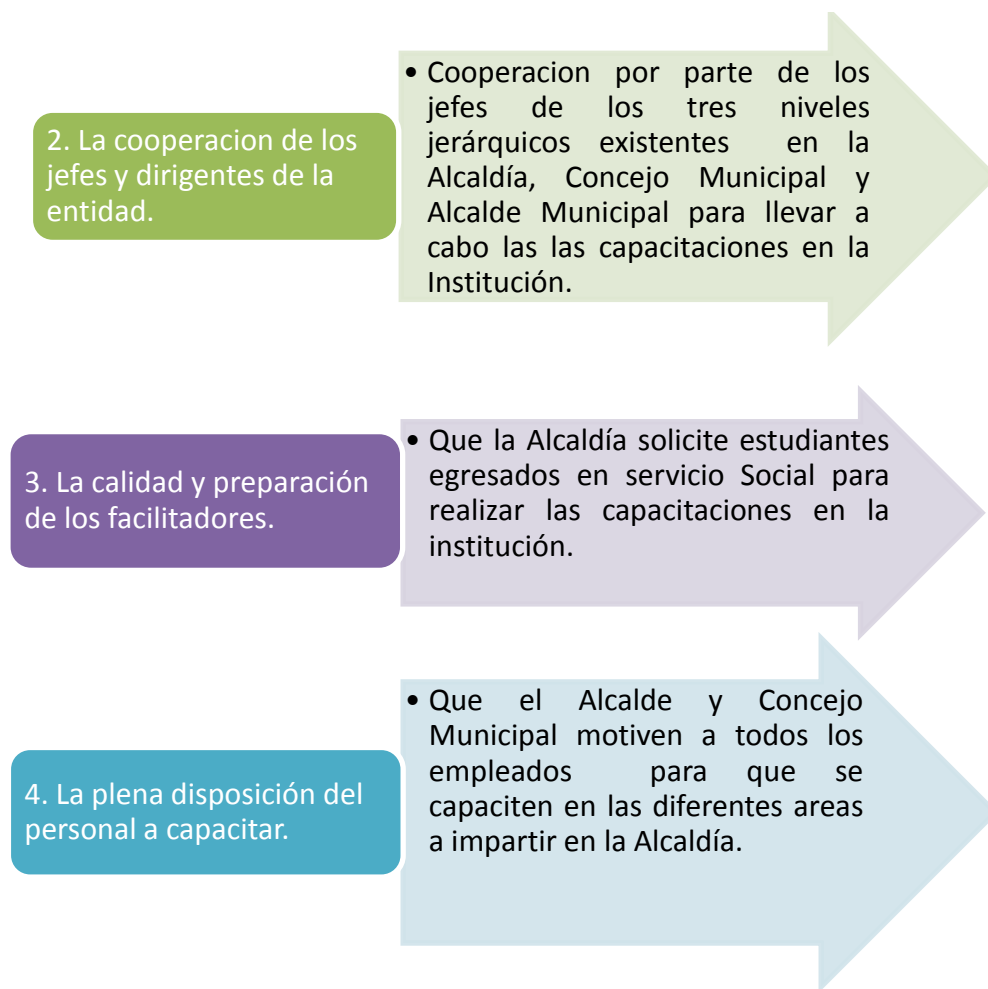 2. La cooperacion de los
jefes y dirigentes de la
entidad.
• Cooperacion por parte de los
jefes de los tres niveles
jerárquicos existentes en la
Alcaldía, Concejo Municipal y
Alcalde Municipal para llevar a
cabo las las capacitaciones en la
Institución.
3. La calidad y preparación
de los facilitadores.
• Que la Alcaldía solicite estudiantes
egresados en servicio Social para
realizar las capacitaciones en la
institución.
4. La plena disposición del
personal a capacitar.
• Que el Alcalde y Concejo
Municipal motiven a todos los
empleados para que se
capaciten en las diferentes areas
a impartir en la Alcaldía.